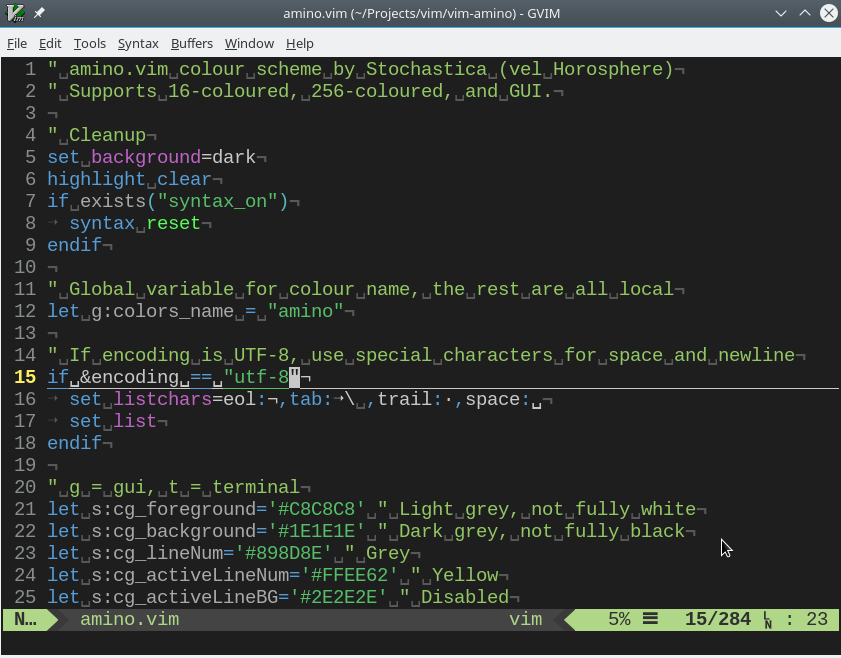 amino.vim (~/Projects/vim/vim-amino) - GVIM
File Edit Tools Syntax Buffers Window Help
1 "␣amino.vim␣colour␣scheme␣by␣Stochastica␣(vel␣Horosphere)¬
2 "␣Supports␣16-coloured,␣256-coloured,␣and␣GUI.¬
3 ¬
4 "␣Cleanup¬
5 set␣background=dark¬
6 highlight␣clear¬
7 if␣exists("syntax_on")¬
8 → syntax␣reset¬
9 endif¬
10 ¬
11 "␣Global␣variable␣for␣colour␣name,␣the␣rest␣are␣all␣local¬
12 let␣g:colors_name␣=␣"amino"¬
13 ¬
14 "␣If␣encoding␣is␣UTF-8,␣use␣special␣characters␣for␣space␣and␣newline¬
15 if␣&encoding␣==␣"utf-8"¬
16 → set␣listchars=eol:¬,tab:→\␣,trail:·,space:␣¬
17 → set␣list¬
18 endif¬
19 ¬
20 "␣g␣=␣gui,␣t␣=␣terminal¬
21 let␣s:cg_foreground='#C8C8C8'␣"␣Light␣grey,␣not␣fully␣white¬
22 let␣s:cg_background='#1E1E1E'␣"␣Dark␣grey,␣not␣fully␣black¬
23 let␣s:cg_lineNum='#898D8E'␣"␣Grey¬
24 let␣s:cg_activeLineNum='#FFEE62'␣"␣Yellow¬
25 let␣s:cg_activeLineBG='#2E2E2E'␣"␣Disabled¬
N… amino.vim vim 5% ☰ 15/284 ␤ : 23